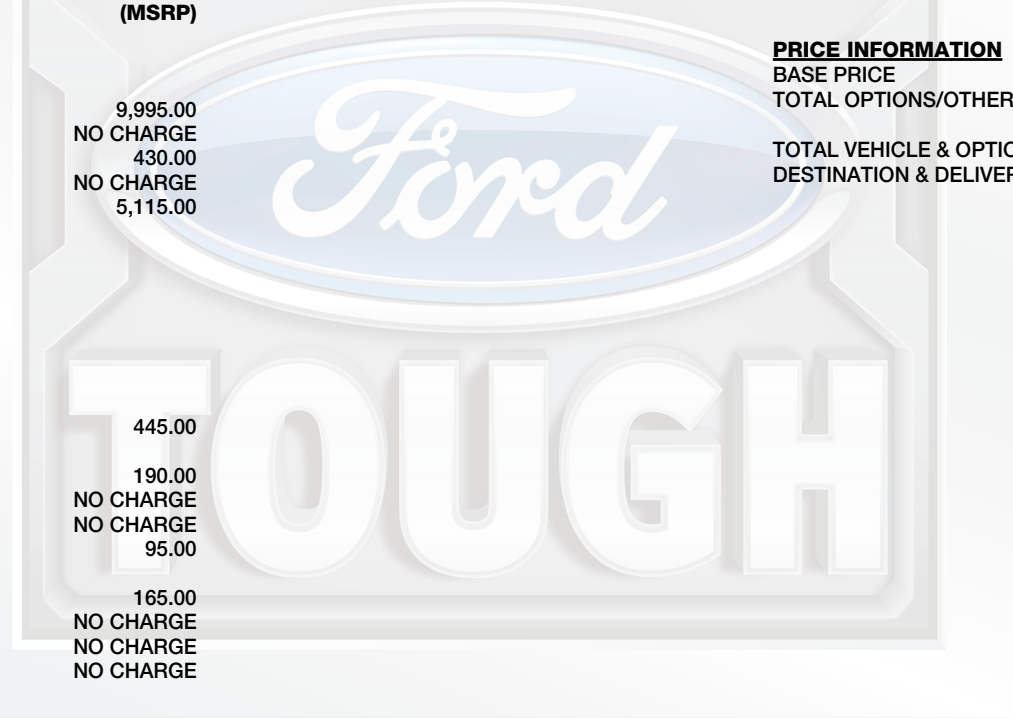 (MSRP)
9,995.00
NO CHARGE
430.00
NO CHARGE
5,115.00
445.00
190.00
NO CHARGE
NO CHARGE
95.00
165.00
NO CHARGE
NO CHARGE
NO CHARGE
PRICE INFORMATION
BASE PRICE
TOTAL OPTIONS/OTHER
TOTAL VEHICLE & OPTIO
DESTINATION & DELIVER
Ford
TOUGH